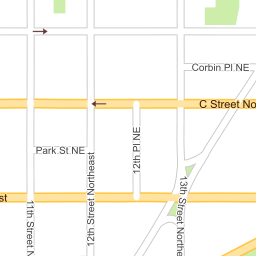 Corbin Pl NE
C Street No
Park St NE
12th Pl NE
st
11th Street N
12th Street Northeast
13th Street Northe